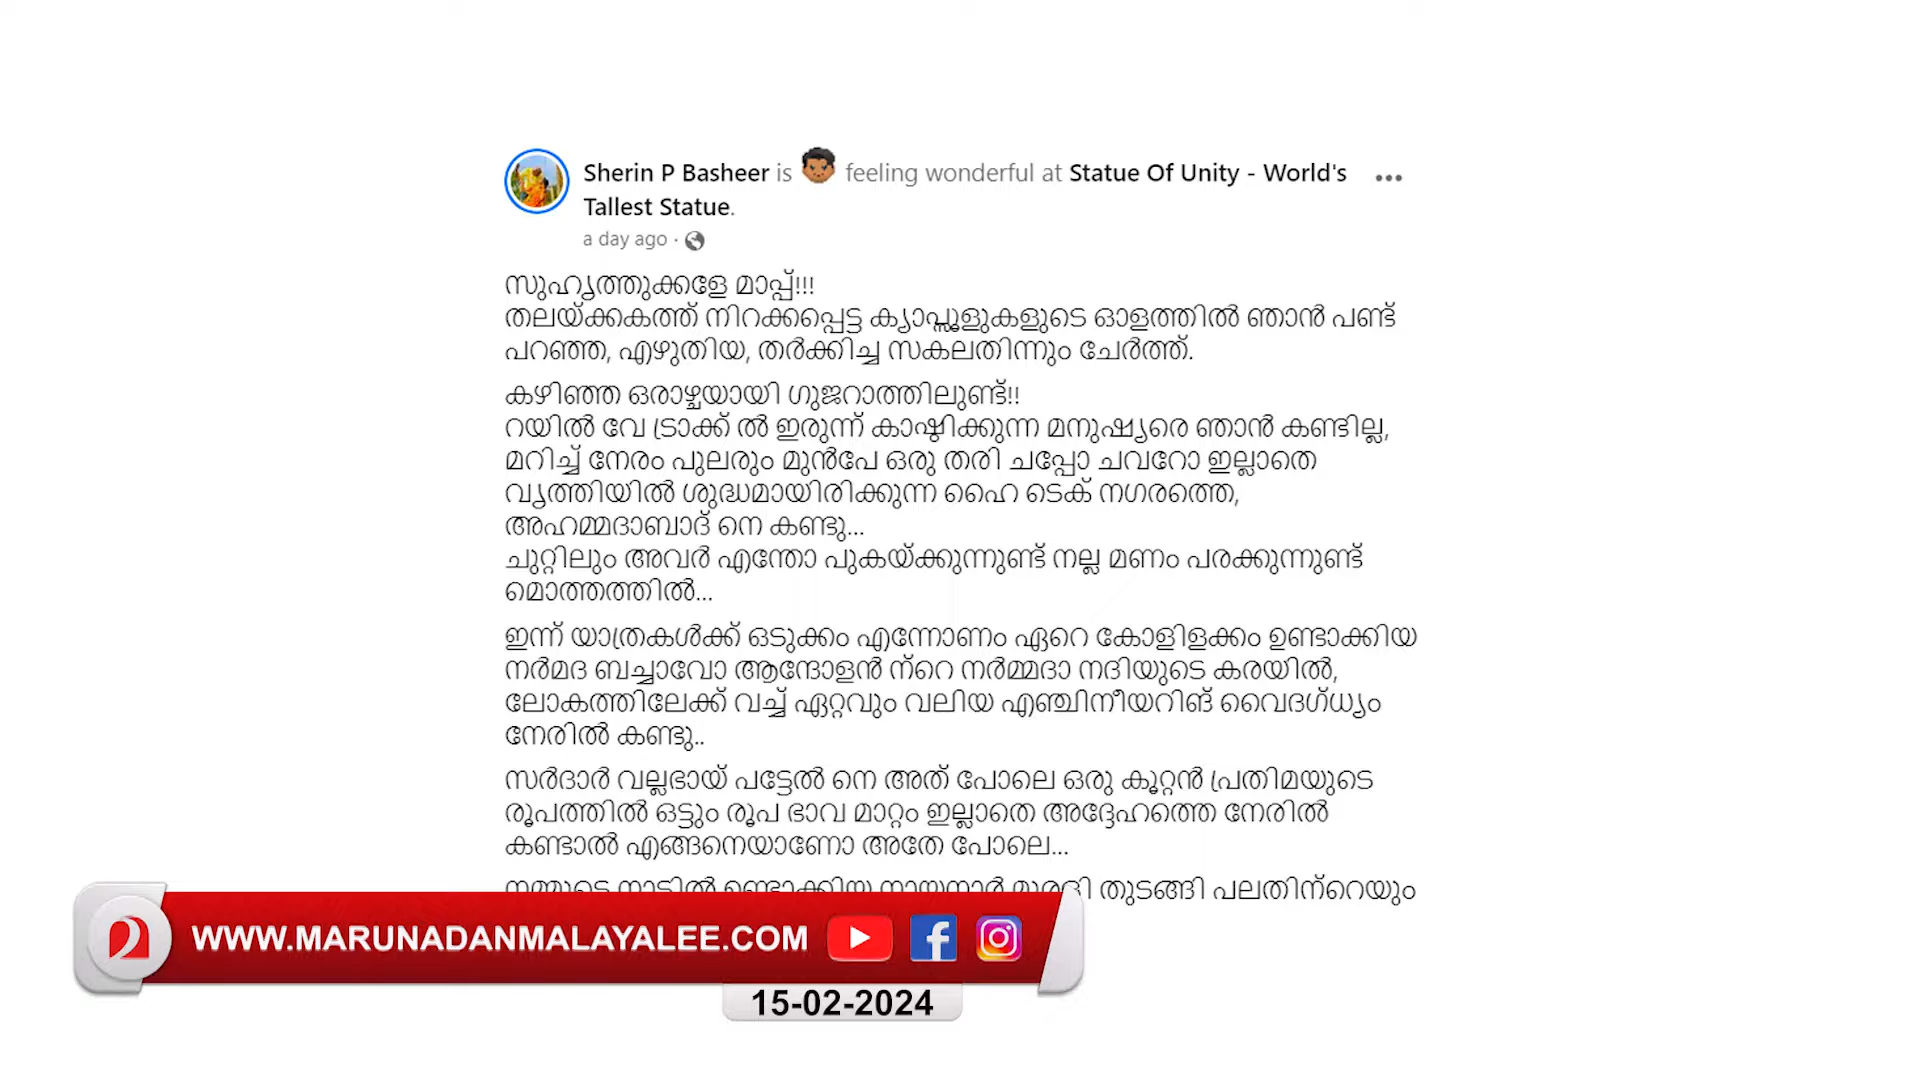 Sherin P Basheer is feeling wonderful at Statue Of Unity - World's
Tallest Statue.
a day ago ·
സുഹൃത്തുക്കളേ മാപ്പ്!!!
തലയ്ക്കകത്ത് നിറക്കപ്പെട്ട ക്യാപ്സൂളുകളുടെ ഓളത്തിൽ ഞാൻ പണ്ട്
പറഞ്ഞ, എഴുതിയ, തർക്കിച്ച സകലതിന്നും ചേർത്ത്.
കഴിഞ്ഞ ഒരാഴ്ചയായി ഗുജറാത്തിലുണ്ട്!!
റയിൽ വേ ട്രാക്ക് ൽ ഇരുന്ന് കാഷ്ഠിക്കുന്ന മനുഷ്യരെ ഞാൻ കണ്ടില്ല,
മറിച്ച് നേരം പുലരും മുൻപേ ഒരു തരി ചപ്പോ ചവറോ ഇല്ലാതെ
വൃത്തിയിൽ ശുദ്ധമായിരിക്കുന്ന ഹൈ ടെക് നഗരത്തെ,
അഹമ്മദാബാദ് നെ കണ്ടു...
ചുറ്റിലും അവർ എന്തോ പുകയ്ക്കുന്നുണ്ട് നല്ല മണം പരക്കുന്നുണ്ട്
മൊത്തത്തിൽ...
ഇന്ന് യാത്രകൾക്ക് ഒടുക്കം എന്നോണം ഏറെ കോളിളക്കം ഉണ്ടാക്കിയ
നർമദ ബച്ചാവോ ആന്ദോളൻ ന്റെ നർമ്മദാ നദിയുടെ കരയിൽ,
ലോകത്തിലേക്ക് വച്ച് ഏറ്റവും വലിയ എഞ്ചിനീയറിങ് വൈദഗ്ധ്യം
നേരിൽ കണ്ടു..
സർദാർ വല്ലഭായ് പട്ടേൽ നെ അത് പോലെ ഒരു കൂറ്റൻ പ്രതിമയുടെ
രൂപത്തിൽ ഒട്ടും രൂപ ഭാവ മാറ്റം ഇല്ലാതെ അദ്ദേഹത്തെ നേരിൽ
കണ്ടാൽ എങ്ങനെയാണോ അതേ പോലെ...
നമ്മുടെ നാട്ടിൽ ഉണ്ടാക്കിയ നായനാർ മുരളി തുടങ്ങി പലതിന്റെയും
WWW.MARUNADANMALAYALEE.COM
15-02-2024